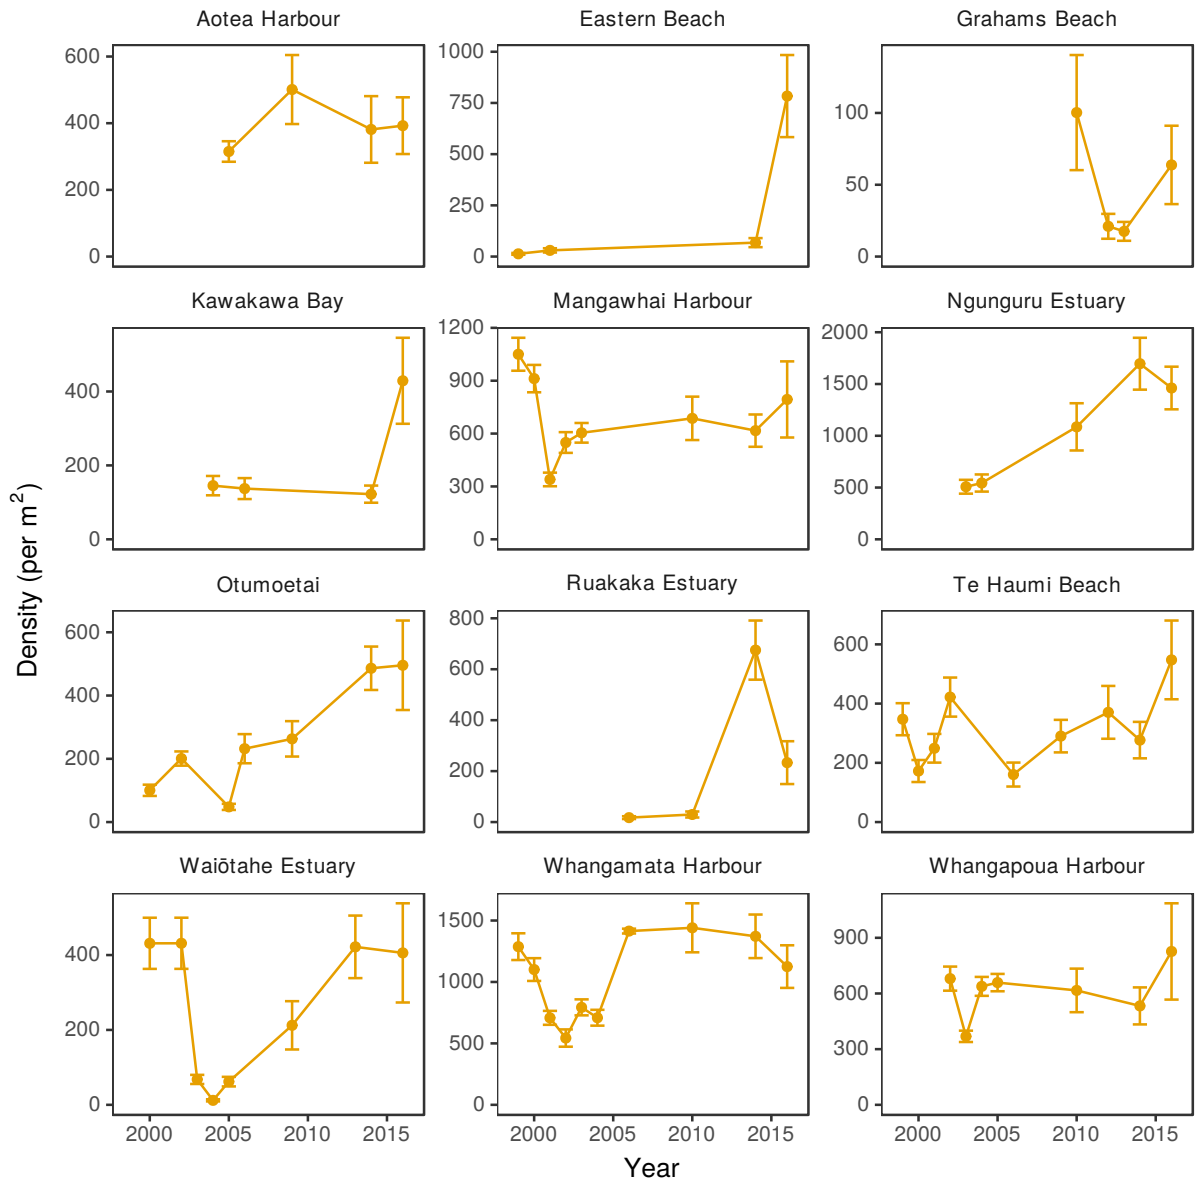 Aotea Harbour
Eastern Beach
Grahams Beach
600
400
200
0
1000
750
500
250
0
100
50
0
Kawakawa Bay
Mangawhai Harbour
Ngunguru Estuary
400
200
0
1200
900
600
300
0
2000
1500
1000
500
0
Otumoetai
Ruakaka Estuary
Te Haumi Beach
600
400
200
0
800
600
400
200
0
600
400
200
0
Waiōtahe Estuary
Whangamata Harbour
Whangapoua Harbour
400
200
0
1500
1000
500
0
900
600
300
0
2000 2005 2010 2015
2000 2005 2010 2015
2000 2005 2010 2015
Year
Density (per m²)